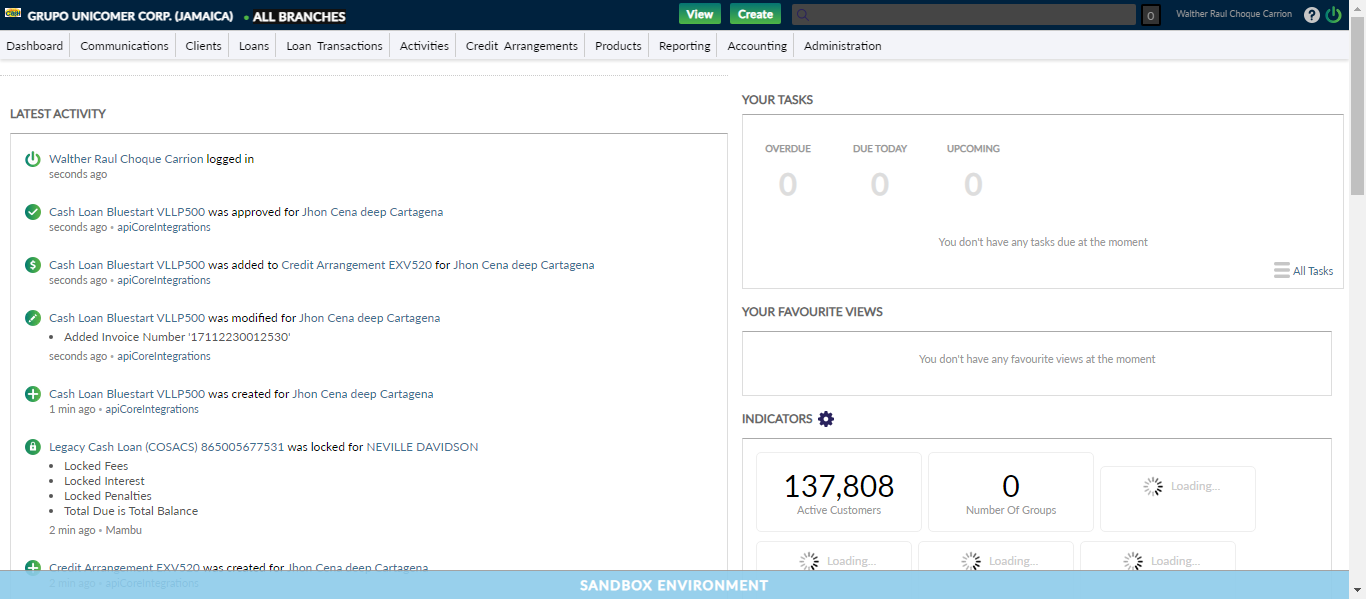 CASH
GRUPO UNICOMER CORP. (JAMAICA) • ALL BRANCHES
View Create 0 Walther Raul Choque Carrion ?
Dashboard Communications Clients Loans Loan Transactions Activities Credit Arrangements Products Reporting Accounting Administration
LATEST ACTIVITY
Walther Raul Choque Carrion logged in
seconds ago
Cash Loan Bluestart VLLP500 was approved for Jhon Cena deep Cartagena
seconds ago • apiCoreIntegrations
$ Cash Loan Bluestart VLLP500 was added to Credit Arrangement EXV520 for Jhon Cena deep Cartagena
seconds ago • apiCoreIntegrations
Cash Loan Bluestart VLLP500 was modified for Jhon Cena deep Cartagena
• Added Invoice Number '17112230012530'
seconds ago • apiCoreIntegrations
Cash Loan Bluestart VLLP500 was created for Jhon Cena deep Cartagena
1 min ago • apiCoreIntegrations
Legacy Cash Loan (COSACS) 865005677531 was locked for NEVILLE DAVIDSON
• Locked Fees
• Locked Interest
• Locked Penalties
• Total Due is Total Balance
2 min ago • Mambu
Credit Arrangement EXV520 was created for Jhon Cena deep Cartagena
2 min ago • apiCoreIntegrations
YOUR TASKS
OVERDUE DUE TODAY UPCOMING
0 0 0
You don't have any tasks due at the moment
All Tasks
YOUR FAVOURITE VIEWS
You don't have any favourite views at the moment
INDICATORS
137,808
Active Customers
0
Number Of Groups
Loading...
Loading... Loading... Loading...
SANDBOX ENVIRONMENT